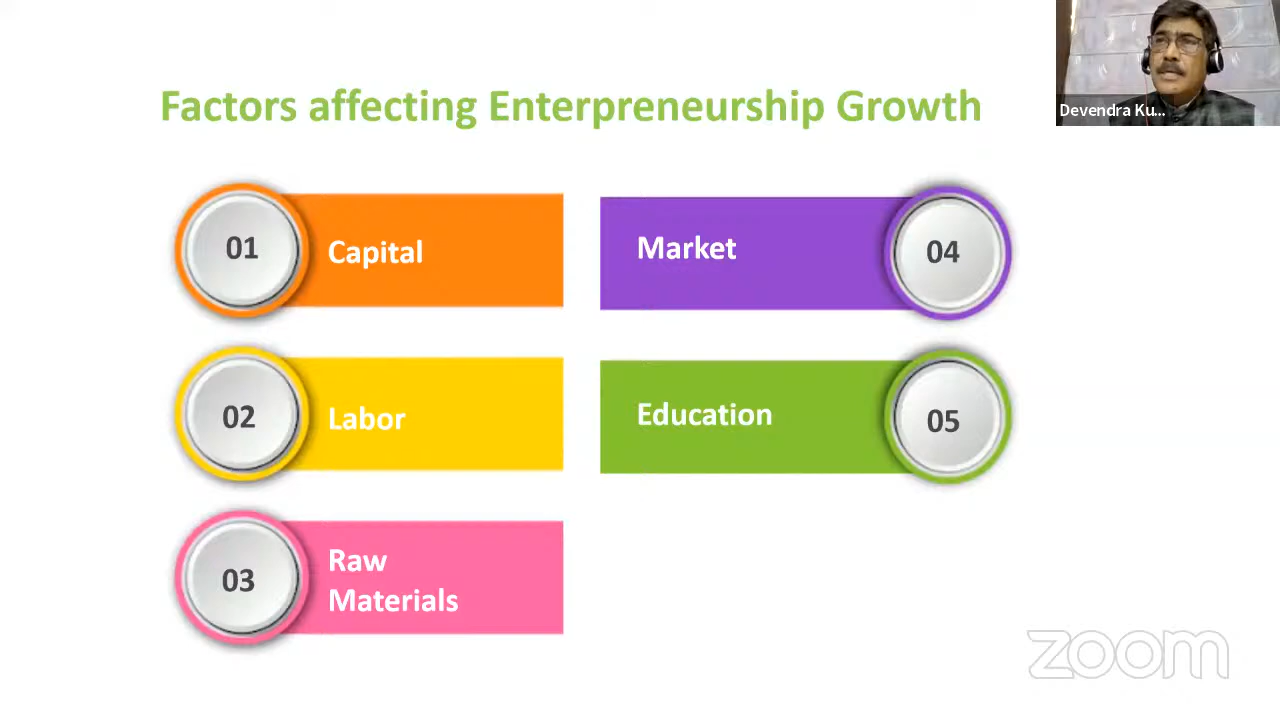 Factors affecting Enterpreneurship Growth
Devendra Ku...
01
Capital
02
Labor
03
Raw
Materials
Market
04
Education
05
zoom